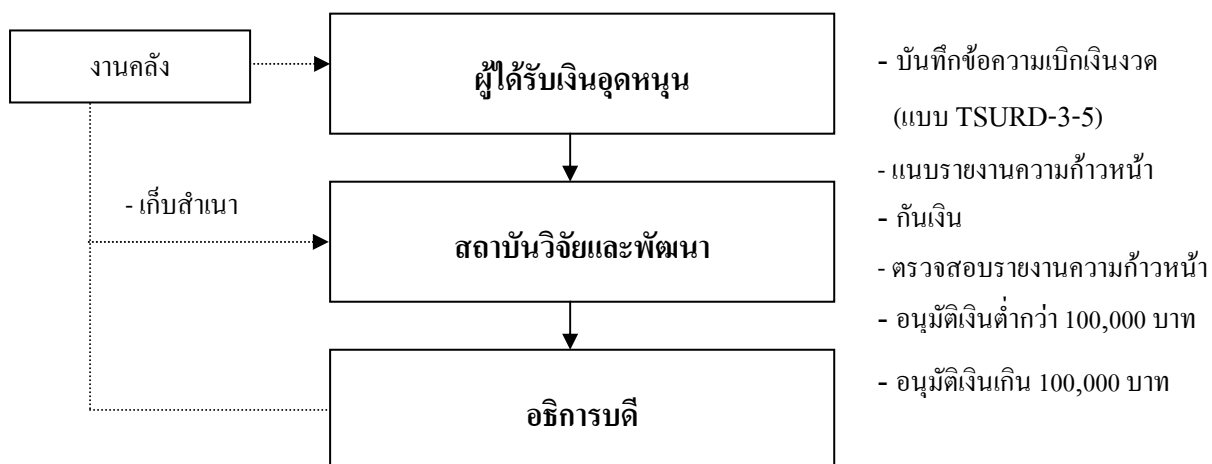 งานคลัง
ผู้ได้รับเงินอุดหนุน
- บันทึกข้อความเบิกเงินงวด
(แบบ TSURD-3-5)
- แนบรายงานความก้าวหน้า
- เก็บสำเนา
สถาบันวิจัยและพัฒนา
- กันเงิน
- ตรวจสอบรายงานความก้าวหน้า
- อนุมัติเงินต่ำกว่า 100,000 บาท
อธิการบดี
- อนุมัติเงินเกิน 100,000 บาท